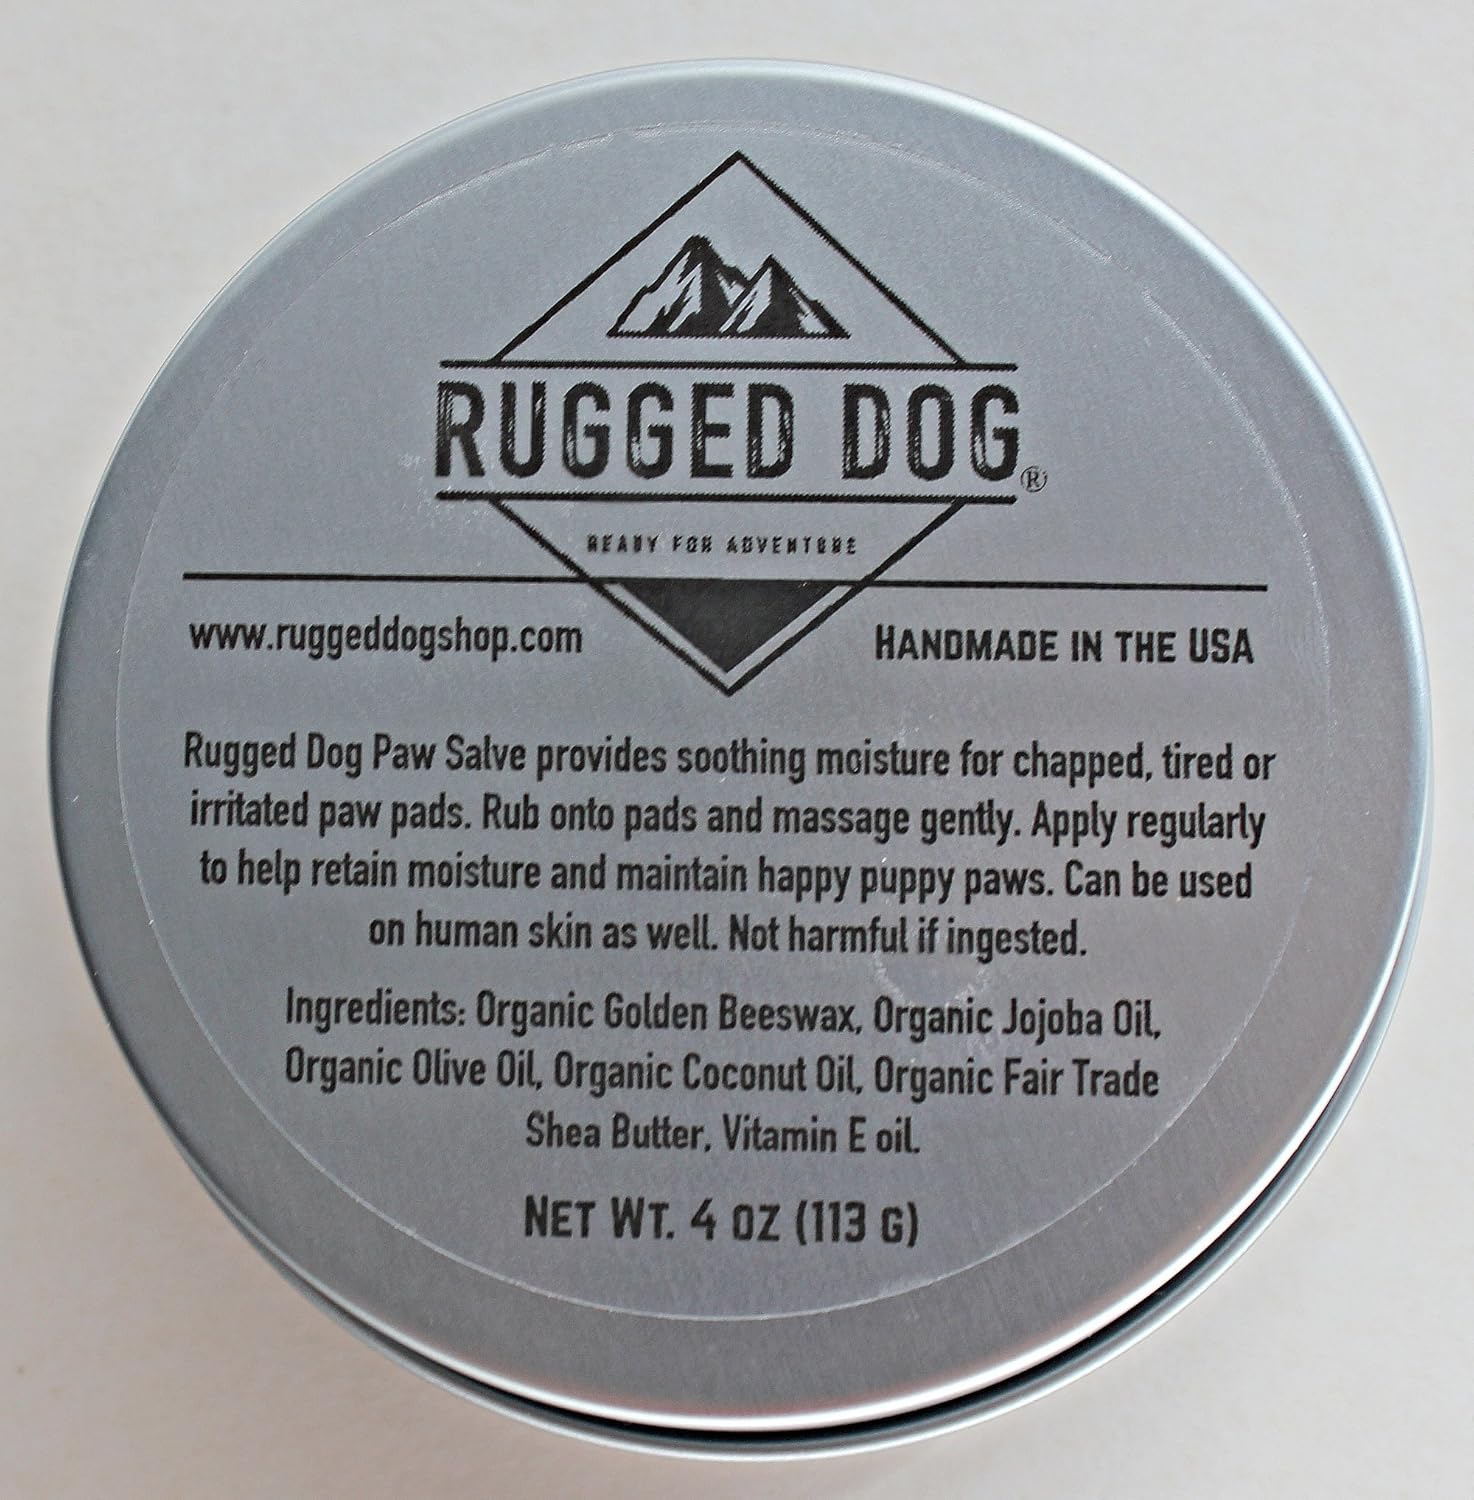 RUGGED DOG®
READY FOR ADVENTURE
www.ruggeddogshop.com
HANDMADE IN THE USA
Rugged Dog Paw Salve provides soothing moisture for chapped, tired or
irritated paw pads. Rub onto pads and massage gently. Apply regularly
to help retain moisture and maintain happy puppy paws. Can be used
on human skin as well. Not harmful if ingested.
Ingredients: Organic Golden Beeswax, Organic Jojoba Oil,
Organic Olive Oil, Organic Coconut Oil, Organic Fair Trade
Shea Butter, Vitamin E oil.
NET WT. 4 OZ (113 G)